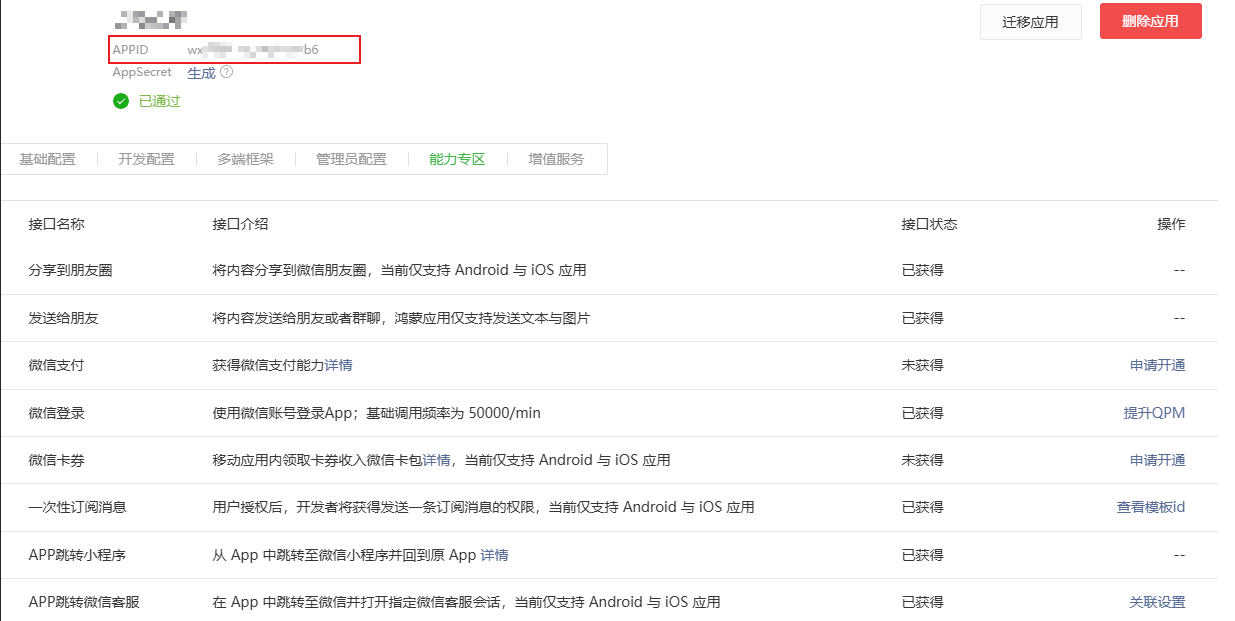 迁移应用 删除应用
APPID wx b6
AppSecret 生成 ?
已通过
基础配置 开发配置 多端框架 管理员配置 能力专区 增值服务
接口名称 接口介绍 接口状态 操作
分享到朋友圈 将内容分享到微信朋友圈，当前仅支持 Android 与 iOS 应用 已获得 --
发送给朋友 将内容发送给朋友或者群聊，鸿蒙应用仅支持发送文本与图片 已获得 --
微信支付 获得微信支付能力详情 未获得 申请开通
微信登录 使用微信账号登录App；基础调用频率为 50000/min 已获得 提升QPM
微信卡券 移动应用内领取卡券收入微信卡包详情，当前仅支持 Android 与 iOS 应用 未获得 申请开通
一次性订阅消息 用户授权后，开发者将获得发送一条订阅消息的权限，当前仅支持 Android 与 iOS 应用 已获得 查看模板id
APP跳转小程序 从 App 中跳转至微信小程序并回到原 App 详情 已获得 --
APP跳转微信客服 在 App 中跳转至微信并打开指定微信客服会话，当前仅支持 Android 与 iOS 应用 已获得 关联设置